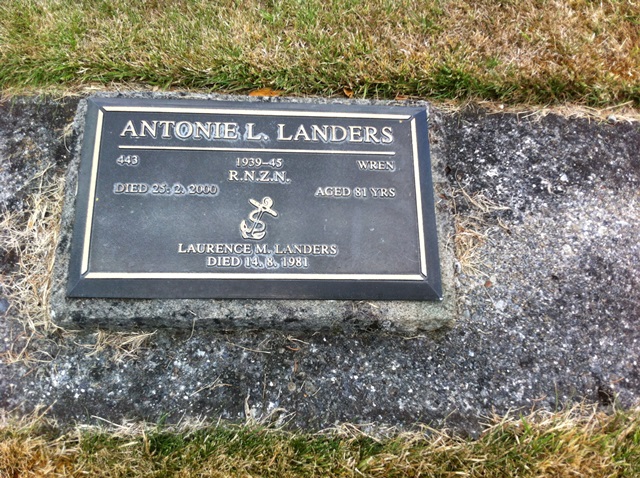 ANTONIE L. LANDERS
443 1939-45 WREN
R.N.Z.N.
DIED 25. 2. 2000 AGED 81 YRS
LAURENCE M. LANDERS
DIED 14. 8. 1981